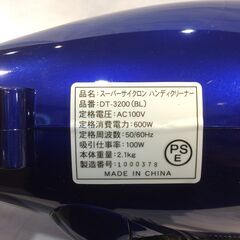 品名：スーパーサイクロン ハンディクリーナー
品番：DT-3200(BL)
定格電圧：AC100V
定格消費電力：600W
定格周波数：50/60Hz
吸引仕事率：100W
本体重量：2.1kg
製造番号：1000378
MADE IN CHINA
PS
E